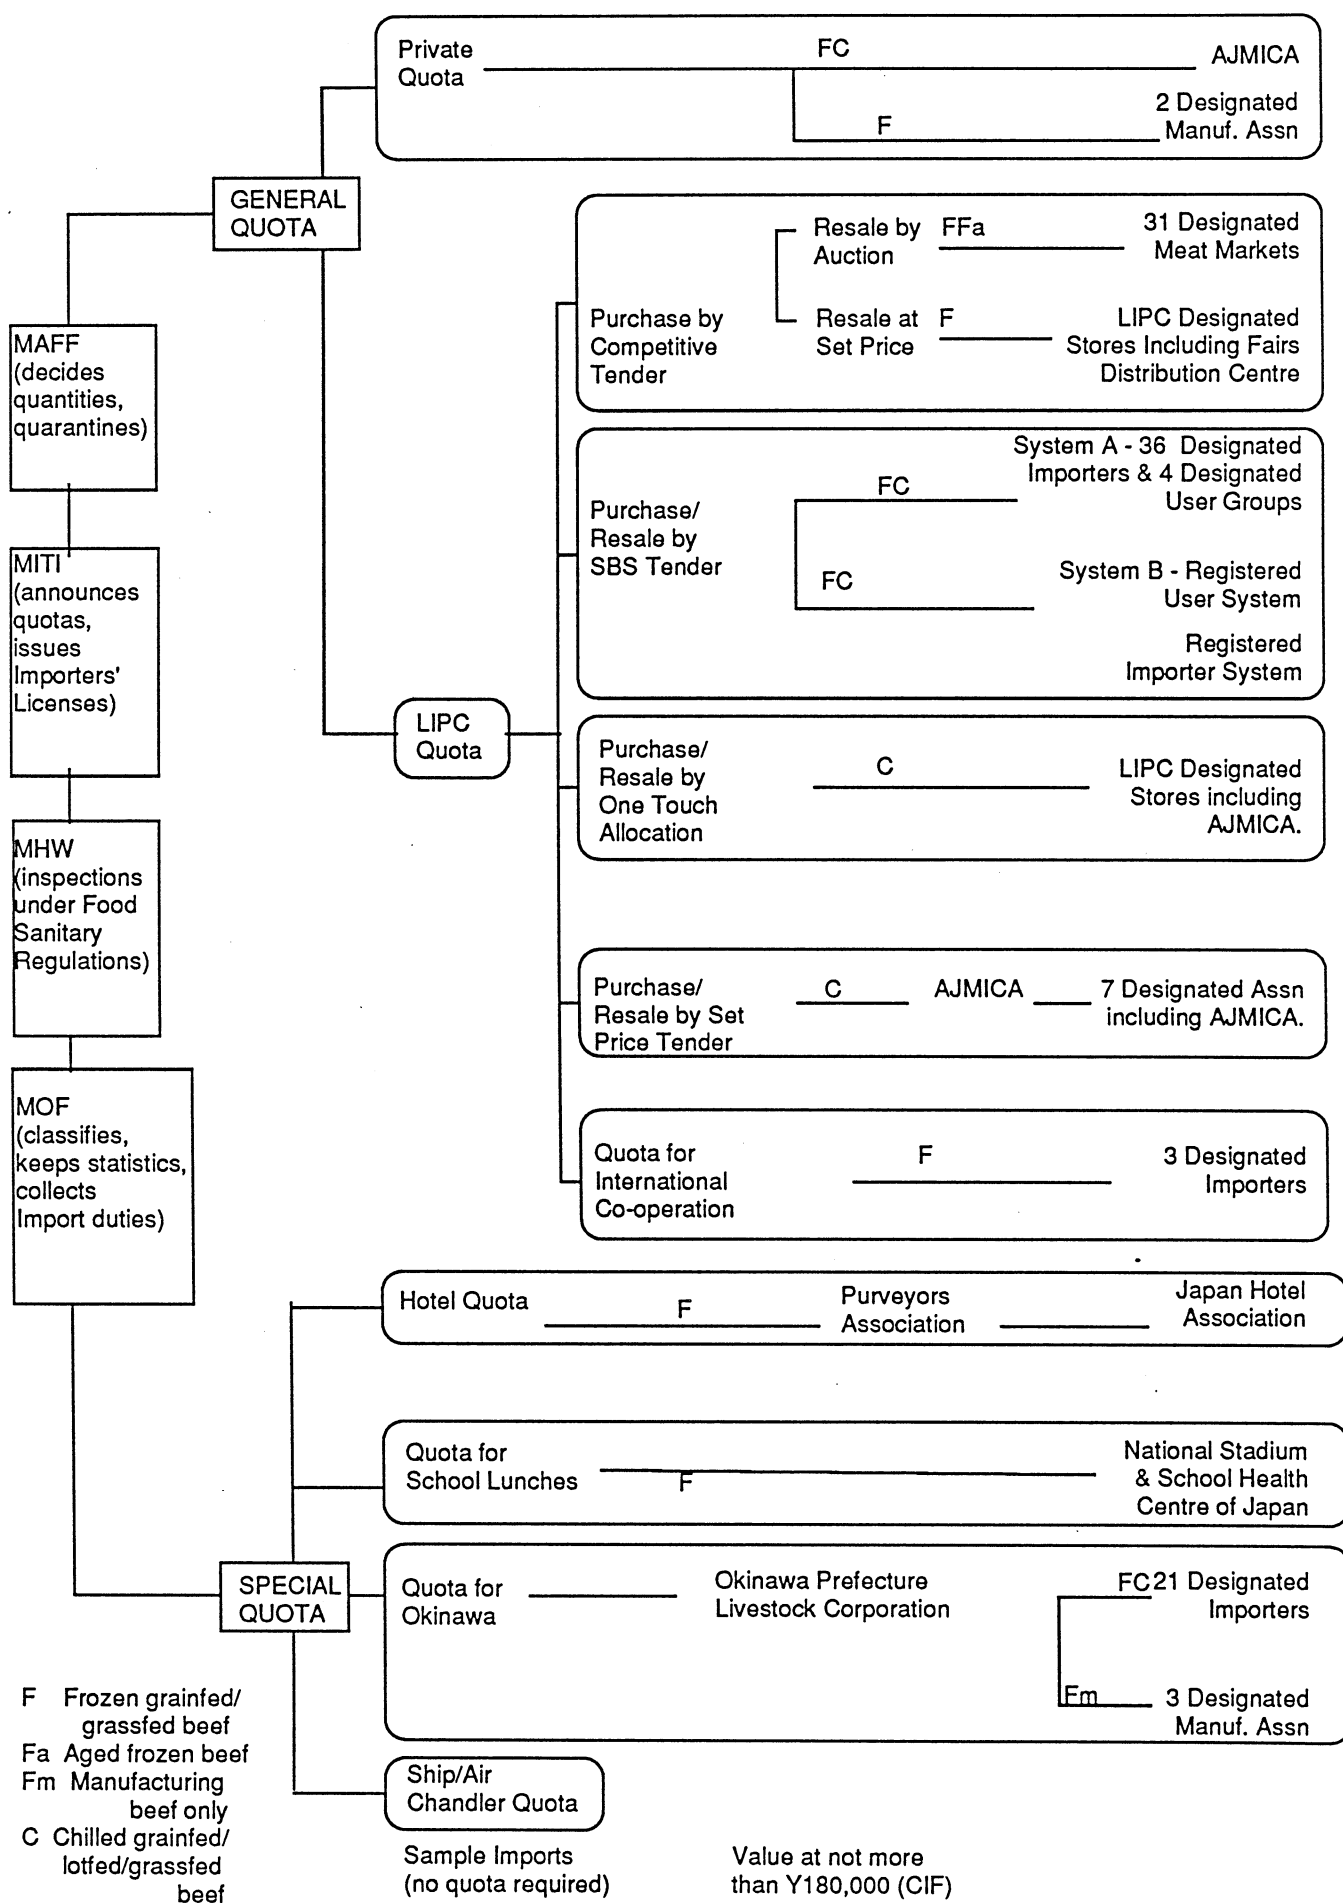 Private
Quota
FC
AJMICA
F
2 Designated
Manuf. Assn
GENERAL
QUOTA
Purchase by
Competitive
Tender
Resale by
Auction
FFa
31 Designated
Meat Markets
Resale at
Set Price
F
LIPC Designated
Stores Including Fairs
Distribution Centre
MAFF
(decides
quantities,
quarantines)
Purchase/
Resale by
SBS Tender
FC
System A - 36 Designated
Importers & 4 Designated
User Groups
FC
System B - Registered
User System
Registered
Importer System
MITI
(announces
quotas,
issues
Importers'
Licenses)
LIPC
Quota
Purchase/
Resale by
One Touch
Allocation
C
LIPC Designated
Stores including
AJMICA.
MHW
(inspections
under Food
Sanitary
Regulations)
Purchase/
Resale by Set
Price Tender
C
AJMICA
7 Designated Assn
including AJMICA.
MOF
(classifies,
keeps statistics,
collects
Import duties)
Quota for
International
Co-operation
F
3 Designated
Importers
Hotel Quota
F
Purveyors
Association
Japan Hotel
Association
Quota for
School Lunches
F
National Stadium
& School Health
Centre of Japan
SPECIAL
QUOTA
Quota for
Okinawa
Okinawa Prefecture
Livestock Corporation
FC 21 Designated
Importers
Fm
3 Designated
Manuf. Assn
Ship/Air
Chandler Quota
Sample Imports
(no quota required)
Value at not more
than Y180,000 (CIF)
F Frozen grainfed/
grassfed beef
Fa Aged frozen beef
Fm Manufacturing
beef only
C Chilled grainfed/
lotfed/grassfed
beef